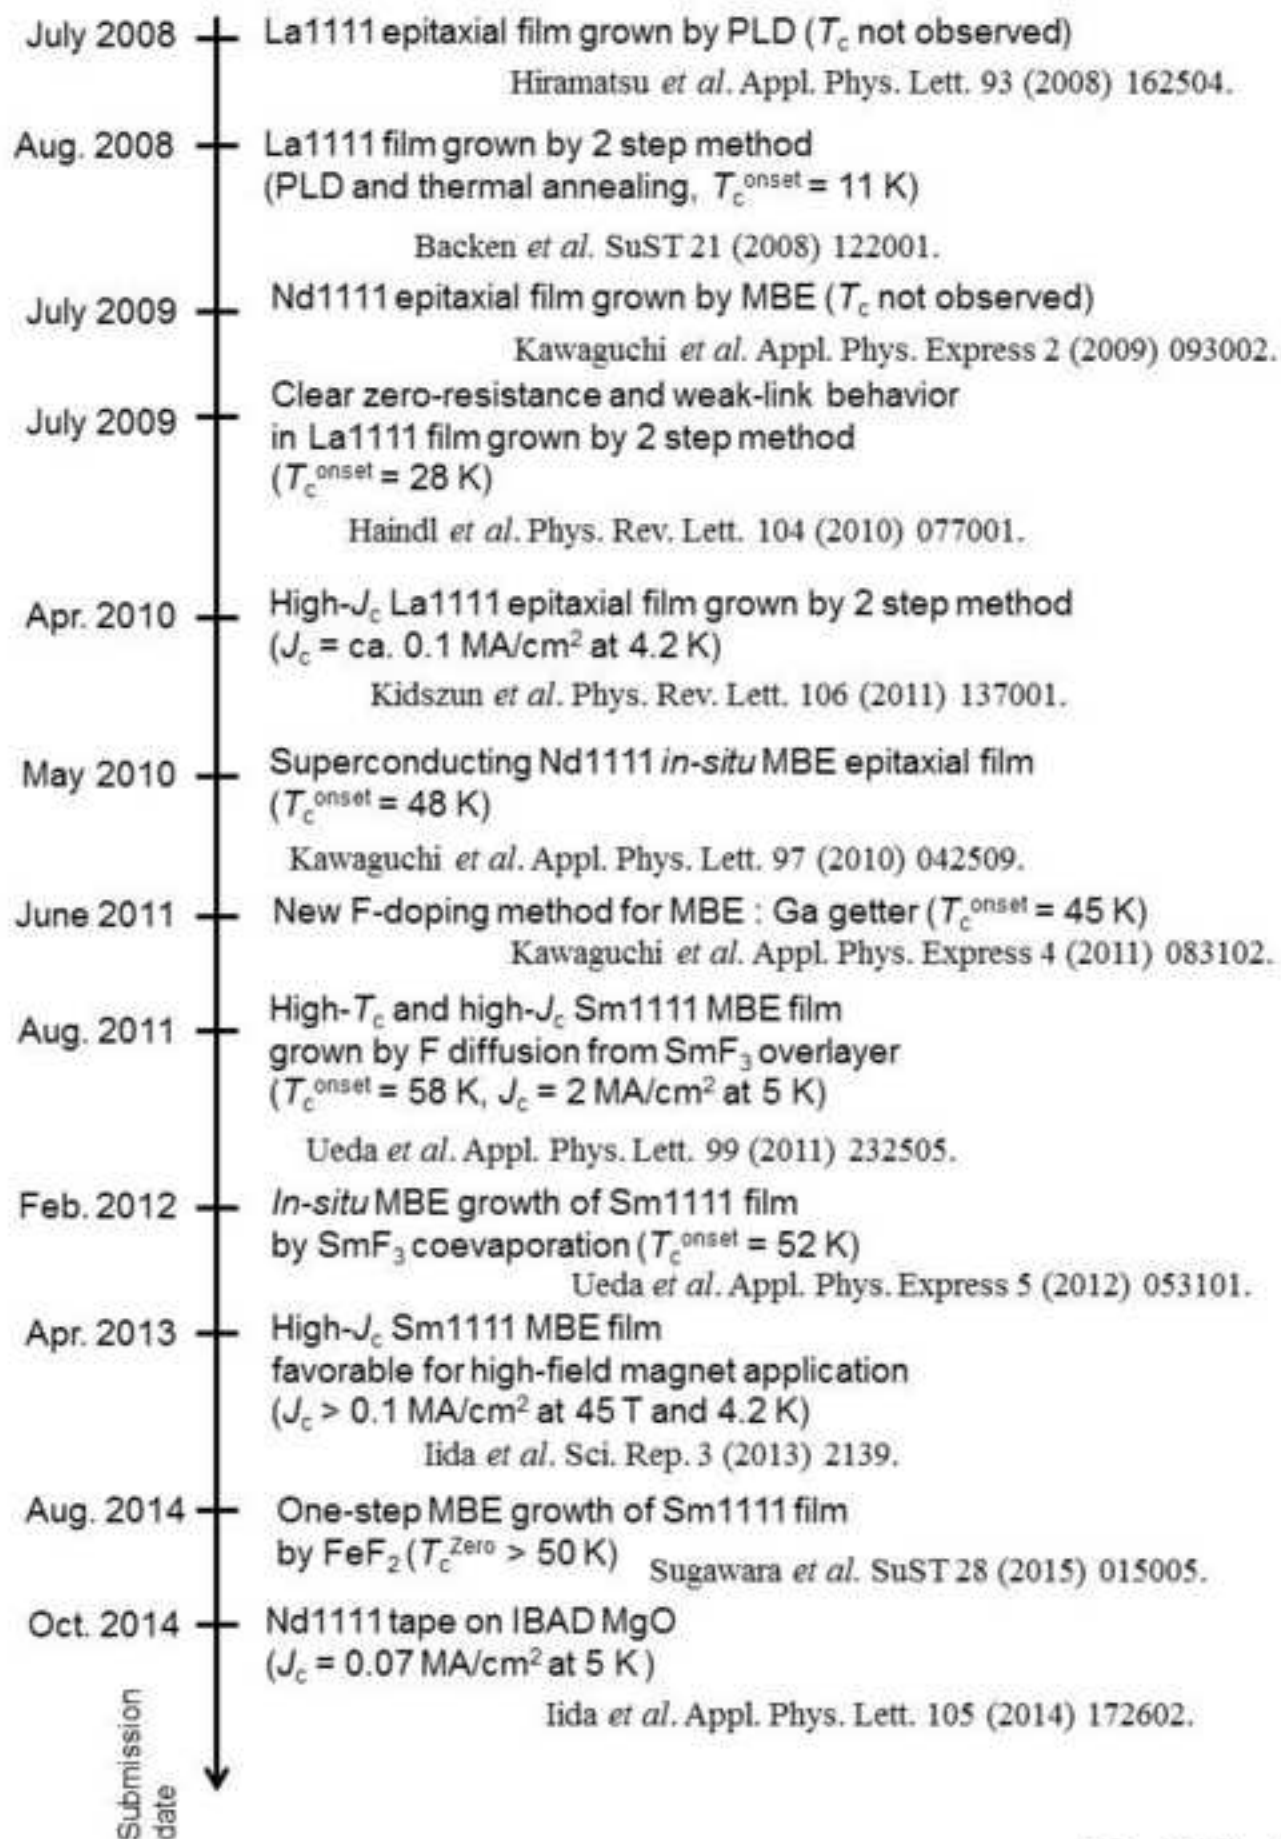 July 2008 La1111 epitaxial film grown by PLD (Tc not observed)
Hiramatsu et al. Appl. Phys. Lett. 93 (2008) 162504.
Aug. 2008 La1111 film grown by 2 step method
(PLD and thermal annealing, Tc^onset = 11 K)
Backen et al. SuST 21 (2008) 122001.
July 2009 Nd1111 epitaxial film grown by MBE (Tc not observed)
Kawaguchi et al. Appl. Phys. Express 2 (2009) 093002.
July 2009 Clear zero-resistance and weak-link behavior
in La1111 film grown by 2 step method
(Tc^onset = 28 K)
Haindl et al. Phys. Rev. Lett. 104 (2010) 077001.
Apr. 2010 High-Jc La1111 epitaxial film grown by 2 step method
(Jc = ca. 0.1 MA/cm² at 4.2 K)
Kidszun et al. Phys. Rev. Lett. 106 (2011) 137001.
May 2010 Superconducting Nd1111 in-situ MBE epitaxial film
(Tc^onset = 48 K)
Kawaguchi et al. Appl. Phys. Lett. 97 (2010) 042509.
June 2011 New F-doping method for MBE : Ga getter (Tc^onset = 45 K)
Kawaguchi et al. Appl. Phys. Express 4 (2011) 083102.
Aug. 2011 High-Tc and high-Jc Sm1111 MBE film
grown by F diffusion from SmF₃ overlayer
(Tc^onset = 58 K, Jc = 2 MA/cm² at 5 K)
Ueda et al. Appl. Phys. Lett. 99 (2011) 232505.
Feb. 2012 In-situ MBE growth of Sm1111 film
by SmF₃ coevaporation (Tc^onset = 52 K)
Ueda et al. Appl. Phys. Express 5 (2012) 053101.
Apr. 2013 High-Jc Sm1111 MBE film
favorable for high-field magnet application
(Jc > 0.1 MA/cm² at 45 T and 4.2 K)
Iida et al. Sci. Rep. 3 (2013) 2139.
Aug. 2014 One-step MBE growth of Sm1111 film
by FeF₂ (Tc^Zero > 50 K) Sugawara et al. SuST 28 (2015) 015005.
Oct. 2014 Nd1111 tape on IBAD MgO
(Jc = 0.07 MA/cm² at 5 K )
Iida et al. Appl. Phys. Lett. 105 (2014) 172602.
Submission
date